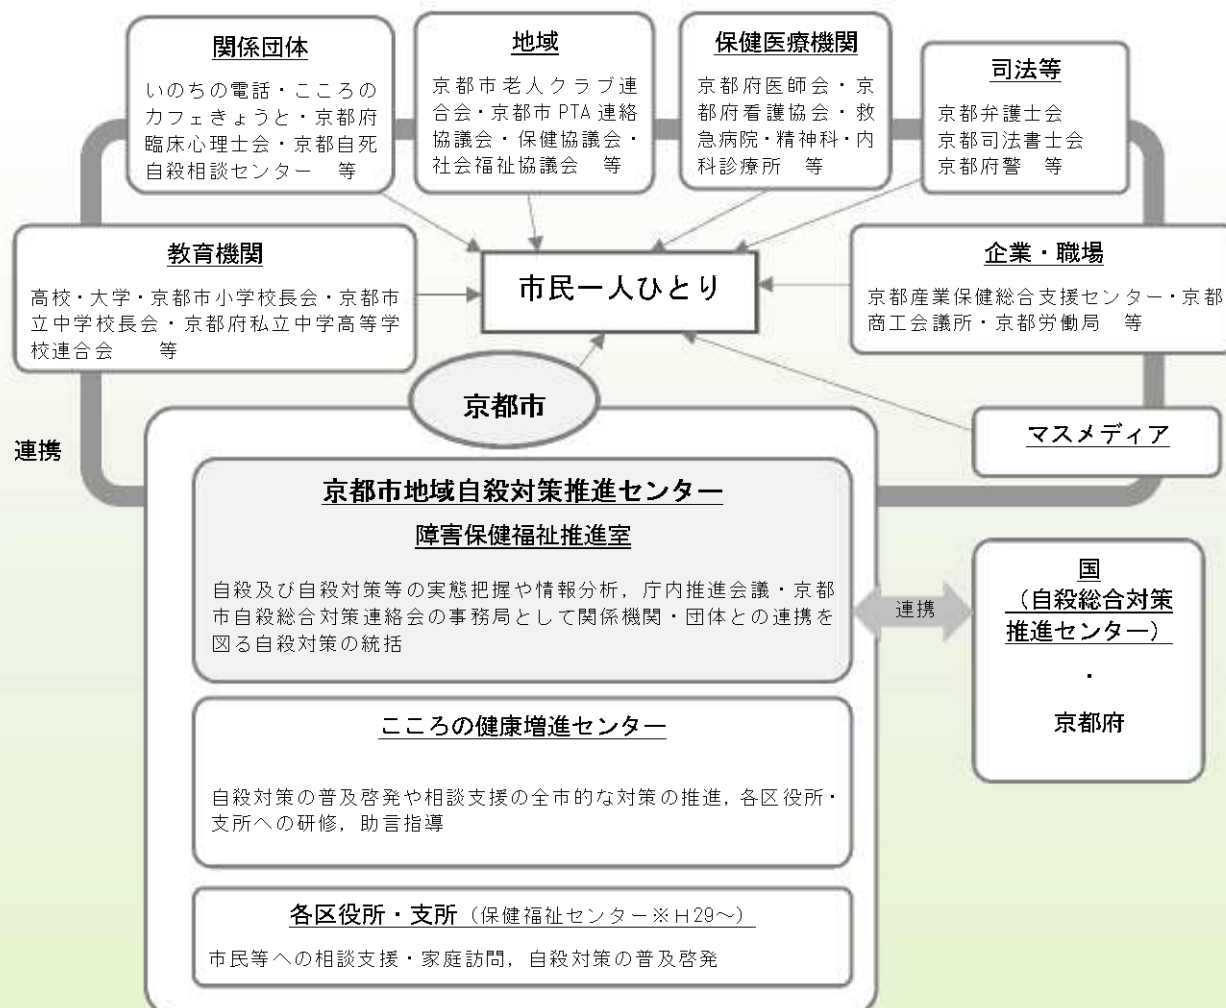 関係団体
いのちの電話・こころの
カフェきょうと・京都府
臨床心理士会・京都自死
自殺相談センター 等
地域
京都市老人クラブ連
合会・京都市PTA連絡
協議会・保健協議会・
社会福祉協議会 等
保健医療機関
京都府医師会・京
都府看護協会・救
急病院・精神科・内
科診療所 等
司法等
京都弁護士会
京都司法書士会
京都府警 等
教育機関
高校・大学・京都市小学校長会・京都市
立中学校長会・京都府私立中学高等学
校連合会 等
市民一人ひとり
企業・職場
京都産業保健総合支援センター・京都
商工会議所・京都労働局 等
京都市
マスメディア
連携
京都市地域自殺対策推進センター
障害保健福祉推進室
自殺及び自殺対策等の実態把握や情報分析，庁内推進会議・京都
市自殺総合対策連絡会の事務局として関係機関・団体との連携を
図る自殺対策の統括
連携
国
（自殺総合対策
推進センター）
・
京都府
こころの健康増進センター
自殺対策の普及啓発や相談支援の全市的な対策の推進，各区役所・
支所への研修，助言指導
各区役所・支所（保健福祉センター※H29～）
市民等への相談支援・家庭訪問，自殺対策の普及啓発